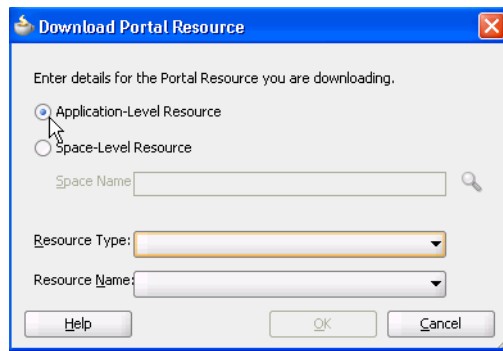 Download Portal Resource
Enter details for the Portal Resource you are downloading.
Application-Level Resource
Space-Level Resource
Space Name
Resource Type:
Resource Name:
Help
OK
Cancel